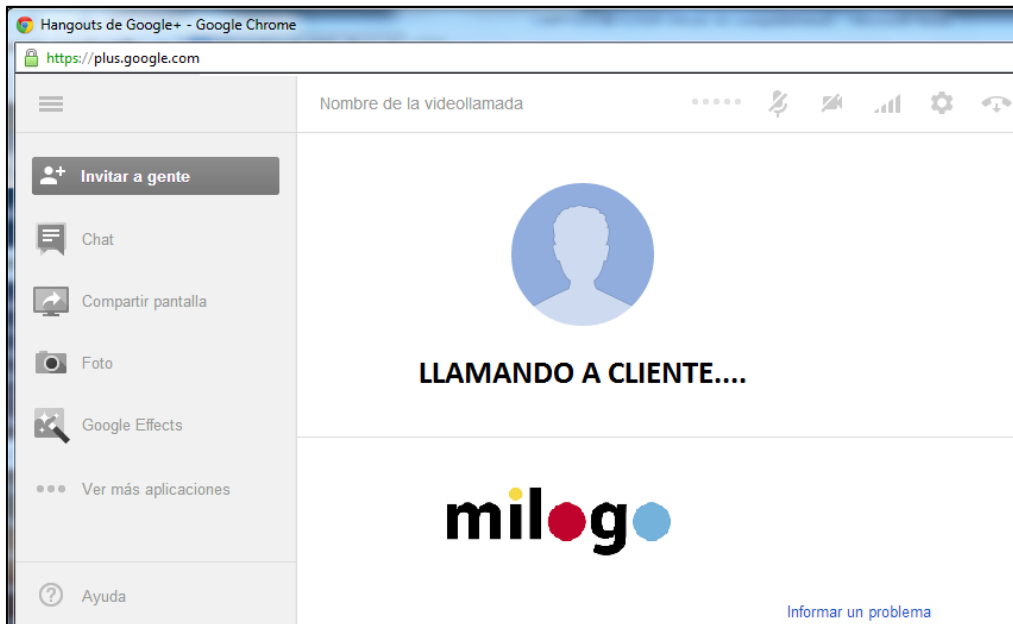 Hangouts de Google+ - Google Chrome
https://plus.google.com
Nombre de la videollamada
Invitar a gente
Chat
Compartir pantalla
Foto
Google Effects
Ver más aplicaciones
Ayuda
LLAMANDO A CLIENTE....
milogo
Informar un problema